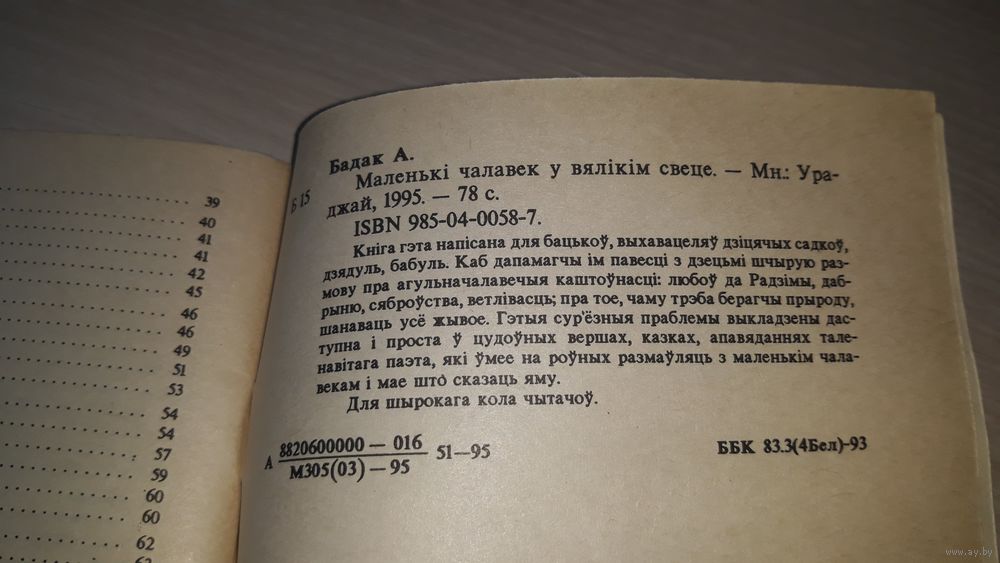 39
40
41
41
42
45
46
46
49
51
53
54
54
57
59
60
60
62
Бадак А.
Б 15 Маленькі чалавек у вялікім свеце. — Мн.: Ура-
джай, 1995. — 78 с.
ISBN 985-04-0058-7.
Кніга гэта напісана для бацькоў, выхавацеляў дзіцячых садкоў,
дзядуль, бабуль. Каб дапамагчы ім павесці з дзецьмі шчырую раз-
мову пра агульначалавечыя каштоўнасці: любоў да Радзімы, даб-
рыню, сяброўства, ветлівасць; пра тое, чаму трэба берагчы прыроду,
шанаваць усё жывое. Гэтыя сур'ёзныя праблемы выкладзены дас-
тупна і проста ў цудоўных вершах, казках, апавяданнях тале-
навітага паэта, які ўмее на роўных размаўляць з маленькім чала-
векам і мае што сказаць яму.
Для шырокага кола чытачоў.
А 8820600000 — 016 51—95
М305(03) — 95
ББК 83.3(4Бел)-93
www.ay.by